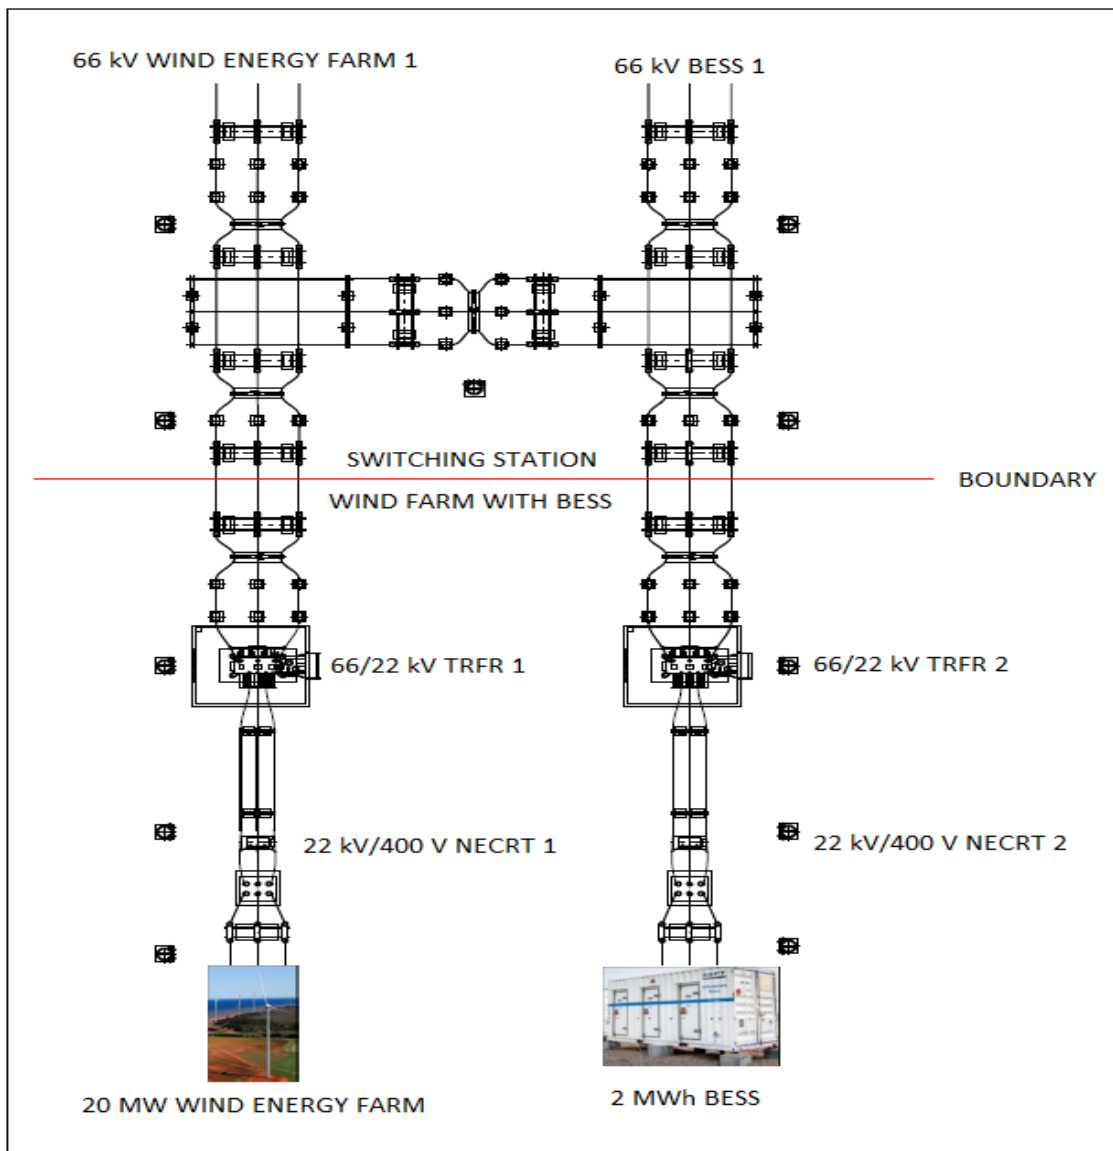 66 kV WIND ENERGY FARM 1
66 kV BESS 1
SWITCHING STATION
BOUNDARY
WIND FARM WITH BESS
66/22 kV TRFR 1
66/22 kV TRFR 2
22 kV/400 V NECRT 1
22 kV/400 V NECRT 2
20 MW WIND ENERGY FARM
2 MWh BESS